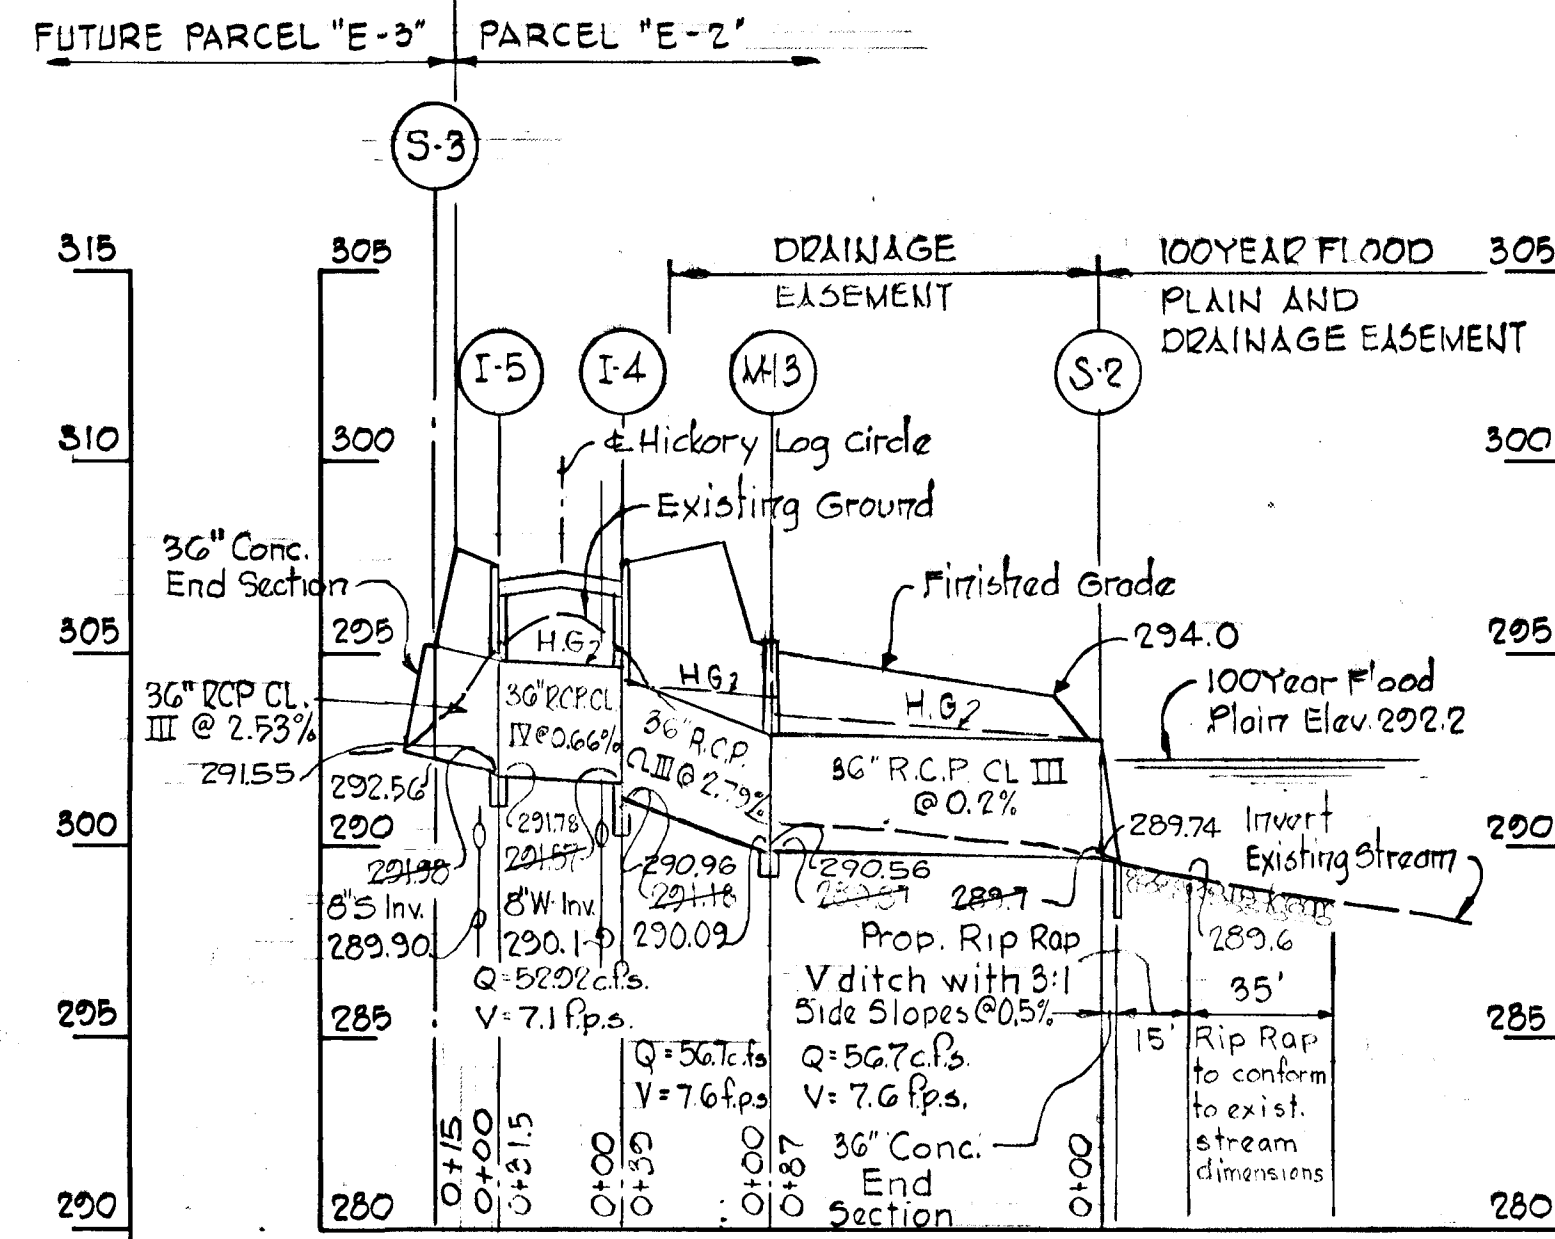 FUTURE PARCEL "E-3"
PARCEL "E-2"
S-3
315
305
DRAINAGE
EASEMENT
100YEAR FLOOD
PLAIN AND
DRAINAGE EASEMENT
305
I-5
I-4
M-13
S-2
310
300
℄ Hickory Log Circle
300
Existing Ground
36" Conc.
End Section
Finished Grade
305
295
H.G.
294.0
295
36" RCP CL.
III @ 2.53%
36" R.C.P. CL.
IV @ 0.66%
H.G.
36" R.C.P.
CL III @ 2.79%
H.G.
100Year Flood
Plain Elev. 292.2
291.55
292.56
36" R.C.P. CL III
@ 0.2%
300
290
291.78
289.74
Invert
Existing Stream
290
291.98
291.57
290.96
291.18
290.56
289.7
8"S Inv.
289.90
8"W Inv.
290.1
290.09
289.6
Prop. Rip Rap
V ditch with 3:1
Side Slopes @0.5%
35'
15'
Q=52.92c.f.s.
V=7.1 f.p.s.
295
285
285
Q=56.7c.fs
V=7.6f.p.s
Q=56.7c.f.s.
V=7.6 f.p.s.
Rip Rap
to conform
to exist.
stream
dimensions
36" Conc.
End
Section
0+15
0+00
0+31.5
0+00
0+39
0+00
0+87
0+00
290
280
280